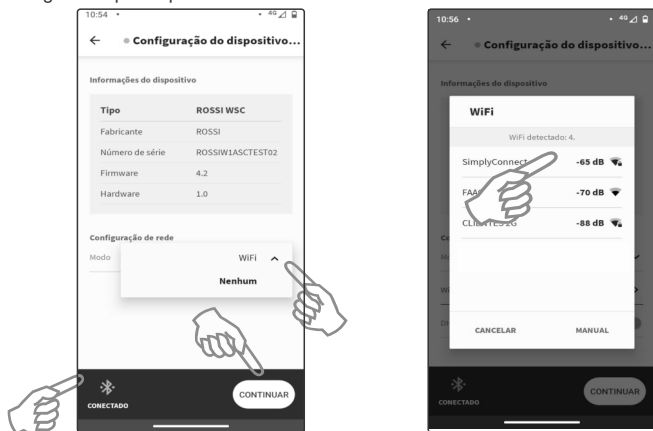 10:54
4G
Configuração do dispositivo...
Informações do dispositivo
Tipo ROSSI WSC
Fabricante ROSSI
Número de série ROSSIW1ASCTEST02
Firmware 4.2
Hardware 1.0
Configuração de rede
Modo WiFi
Nenhum
CONECTADO
CONTINUAR
10:56
4G
Configuração do dispositivo...
Informações do dispositivo
WiFi
WiFi detectado: 4.
SimplyConnect -65 dB
-70 dB
-88 dB
CANCELAR MANUAL
CONECTADO
CONTINUAR